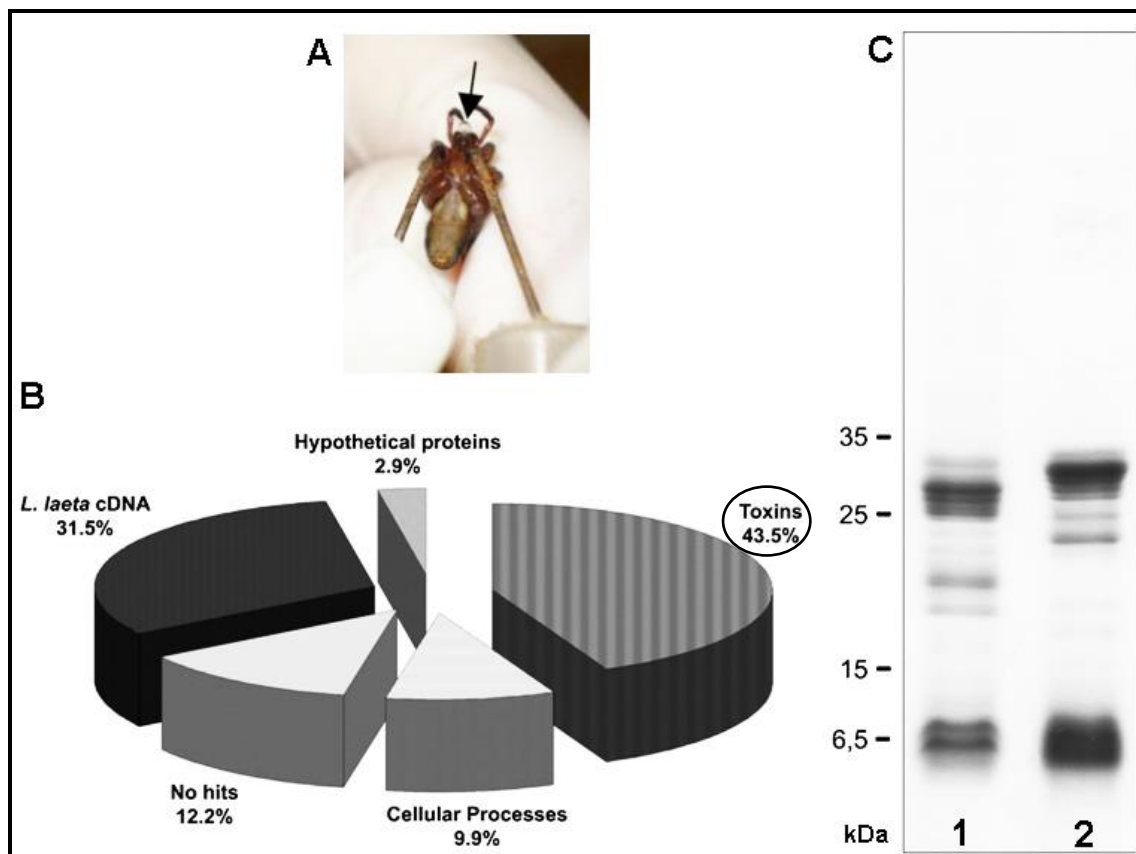 A
B
Hypothetical proteins
2.9%
L. laeta cDNA
31.5%
Toxins
43.5%
No hits
12.2%
Cellular Processes
9.9%
C
35
25
15
6,5
kDa
1
2